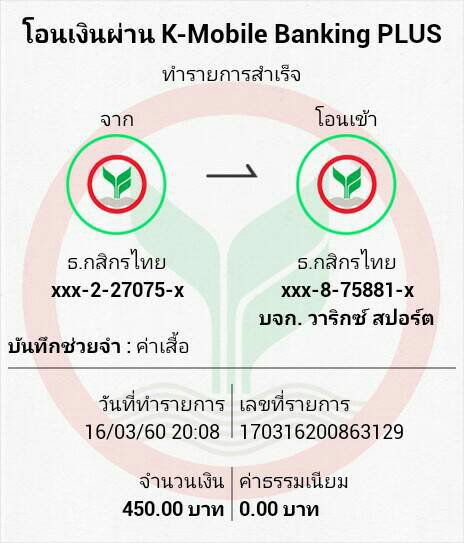 โอนเงินผ่าน K-Mobile Banking PLUS
ทำรายการสำเร็จ
จาก
โอนเข้า
ธ.กสิกรไทย
ธ.กสิกรไทย
xxx-2-27075-x
xxx-8-75881-x
บจก. วาริกซ์ สปอร์ต
บันทึกช่วยจำ : ค่าเสื้อ
วันที่ทำรายการ
เลขที่รายการ
16/03/60 20:08
170316200863129
จำนวนเงิน
ค่าธรรมเนียม
450.00 บาท
0.00 บาท